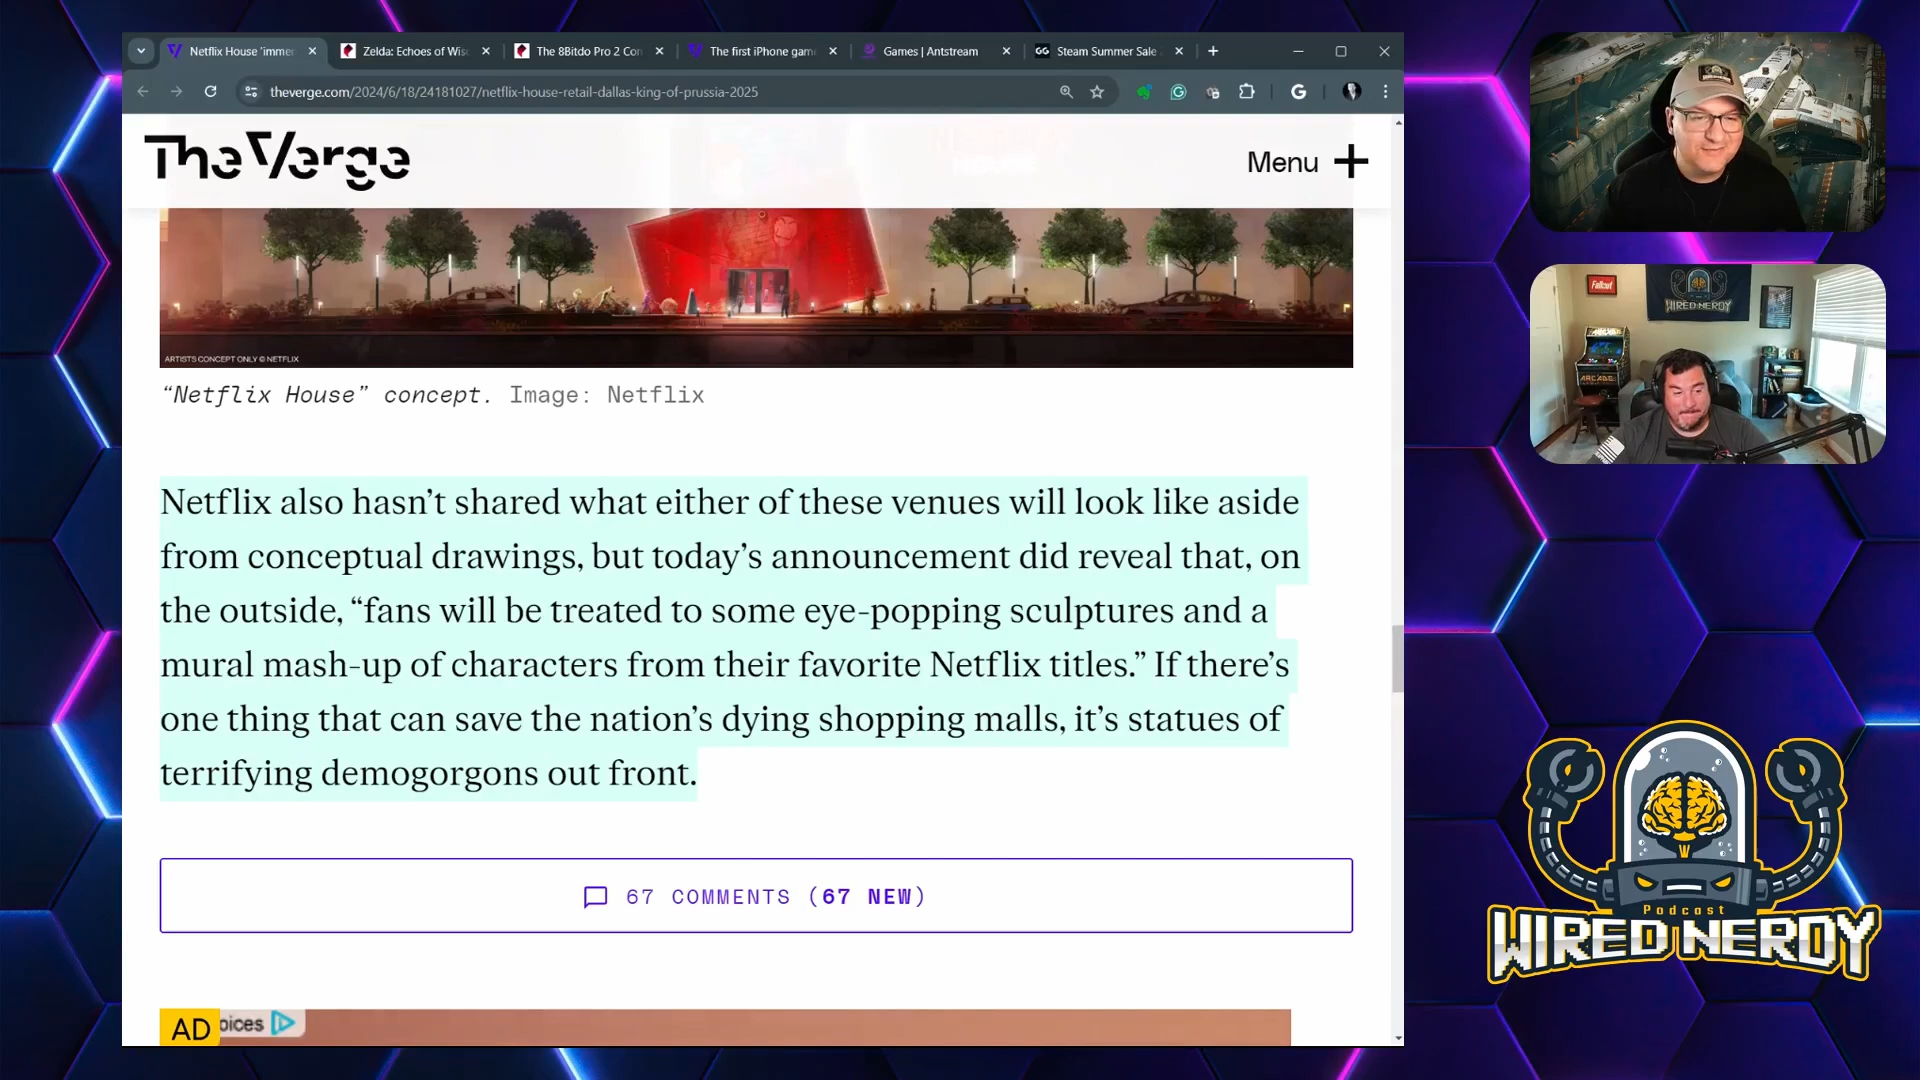 Netflix House 'immer
Zelda: Echoes of Wis
The 8Bitdo Pro 2 Con
The first iPhone gam
Games | Antstream
GG
Steam Summer Sale
theverge.com/2024/6/18/24181027/netflix-house-retail-dallas-king-of-prussia-2025
G
The Verge
Menu
ARTISTS CONCEPT ONLY © NETFLIX
“Netflix House” concept. Image: Netflix
Netflix also hasn’t shared what either of these venues will look like aside
from conceptual drawings, but today’s announcement did reveal that, on
the outside, “fans will be treated to some eye-popping sculptures and a
mural mash-up of characters from their favorite Netflix titles.” If there’s
one thing that can save the nation’s dying shopping malls, it’s statues of
terrifying demogorgons out front.
67 COMMENTS (67 NEW)
AD
oices
Fallout
WIRED NERDY
ARCADE
Podcast
WIRED NERDY